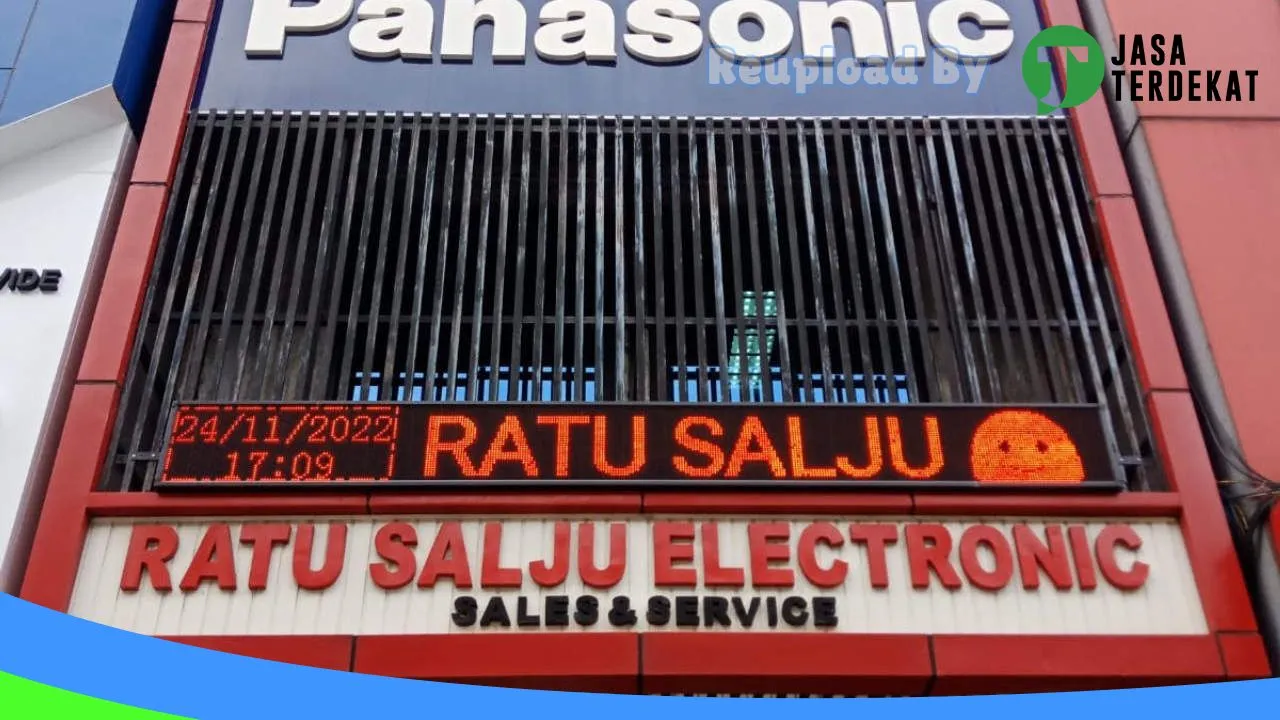 Panasonic
Reupload By
JASA
TERDEKAT
VIDE
24/11/2022
17:09
RATU SALJU
RATU SALJU ELECTRONIC
SALES & SERVICE